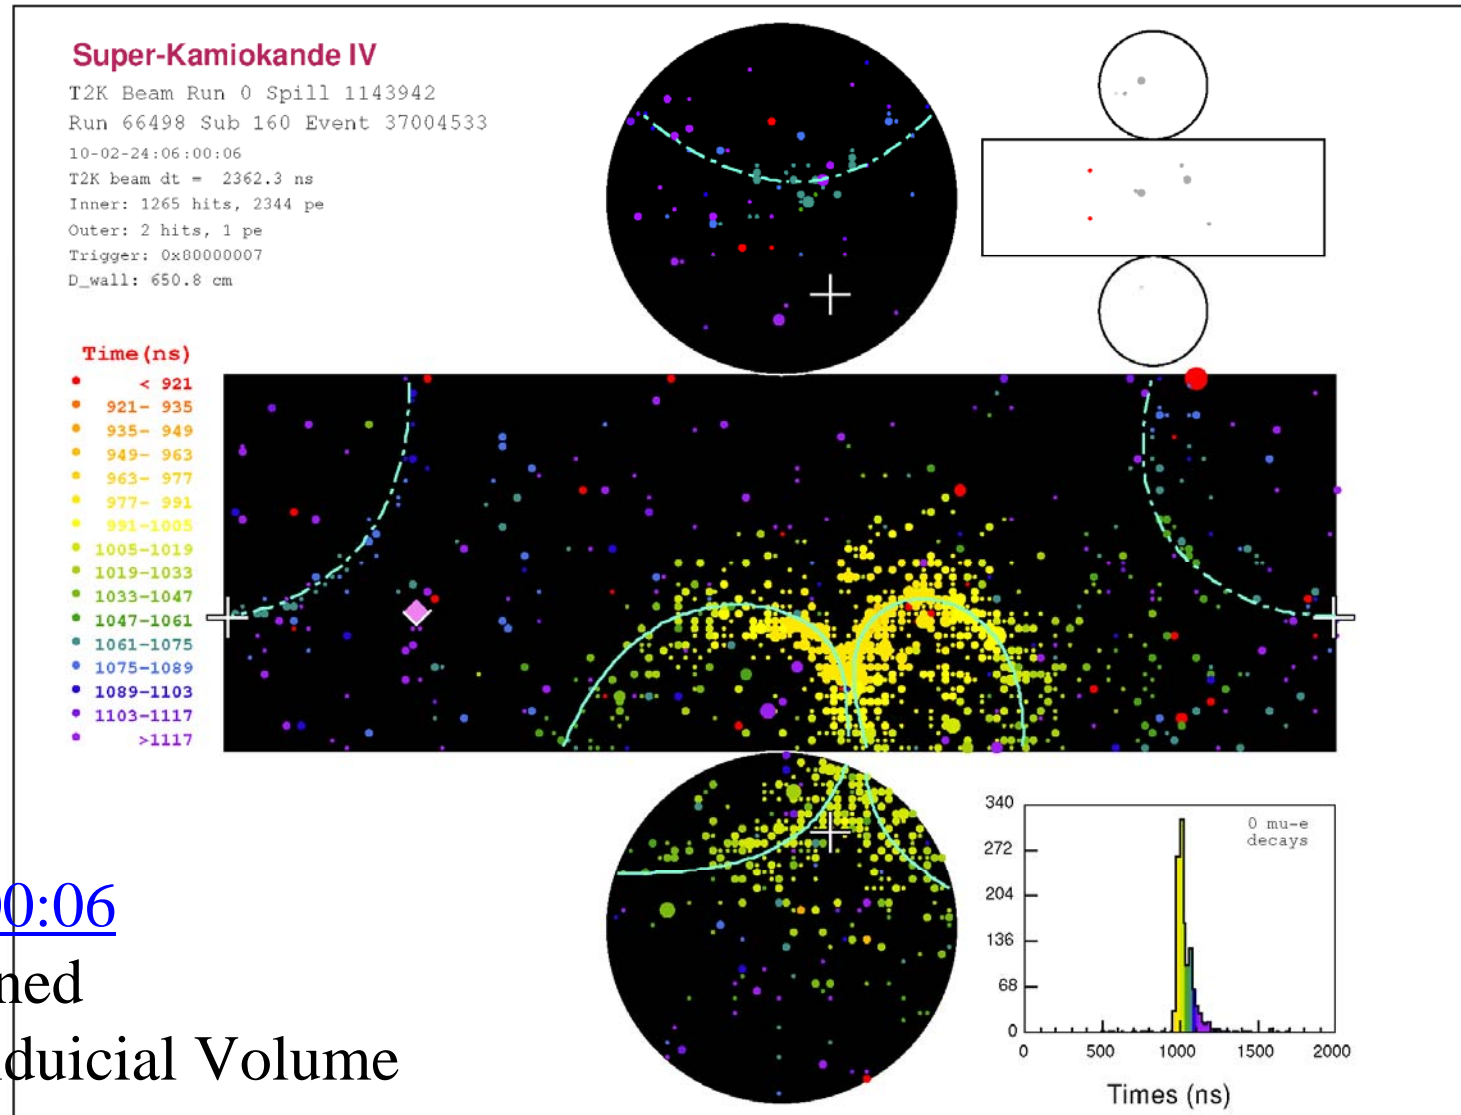 Super-Kamiokande IV
T2K Beam Run 0 Spill 1143942
Run 66498 Sub 160 Event 37004533
10-02-24:06:00:06
T2K beam dt = 2362.3 ns
Inner: 1265 hits, 2344 pe
Outer: 2 hits, 1 pe
Trigger: 0x80000007
D_wall: 650.8 cm
Time(ns)
< 921
921- 935
935- 949
949- 963
963- 977
977- 991
991-1005
1005-1019
1019-1033
1033-1047
1047-1061
1061-1075
1075-1089
1089-1103
1103-1117
>1117
00:06
ned
duicial Volume
340
272
204
136
68
0
0 mu-e
decays
0 500 1000 1500 2000
Times (ns)